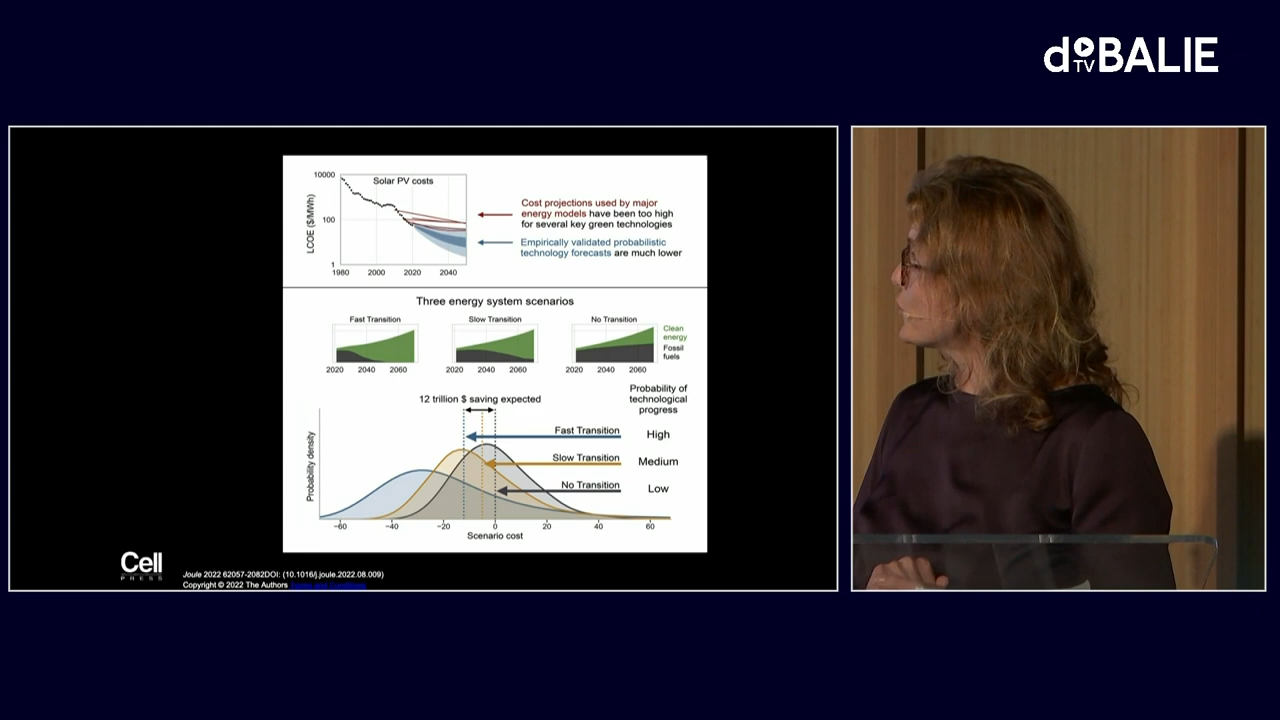 doBALIE
TV
Solar PV costs
10000
100
1
LCOE ($/MWh)
1980 2000 2020 2040
Cost projections used by major
energy models have been too high
for several key green technologies
Empirically validated probabilistic
technology forecasts are much lower
Three energy system scenarios
Fast Transition
Slow Transition
No Transition
Clean
energy
Fossil
fuels
2020 2040 2060
2020 2040 2060
2020 2040 2060
Probability of
technological
progress
12 trillion $ saving expected
Fast Transition High
Slow Transition Medium
No Transition Low
Probability density
−60 −40 −20 0 20 40 60
Scenario cost
Cell
PRESS
Joule 2022 62057-2082DOI: (10.1016/j.joule.2022.08.009)
Copyright © 2022 The Authors Terms and Conditions